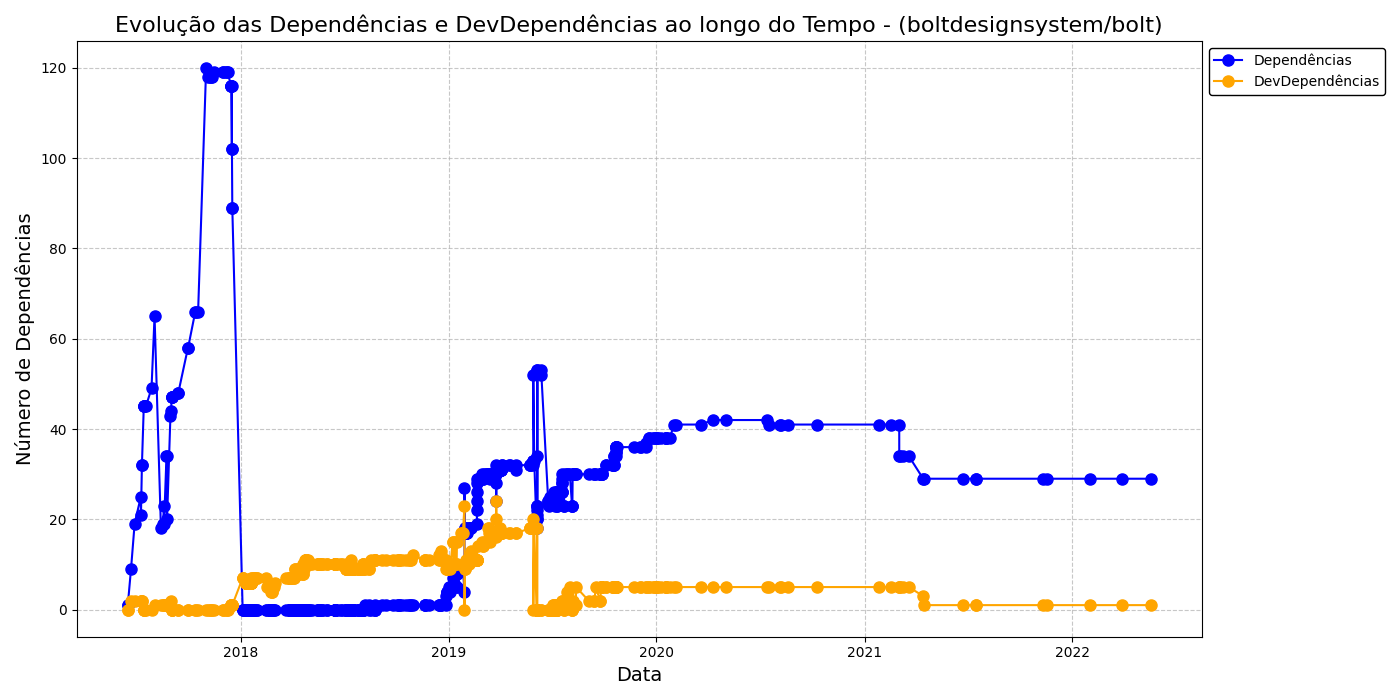 Evolução das Dependências e DevDependências ao longo do Tempo - (boltdesignsystem/bolt)
Dependências
DevDependências
Número de Dependências
120
100
80
60
40
20
0
2018
2019
2020
2021
2022
Data